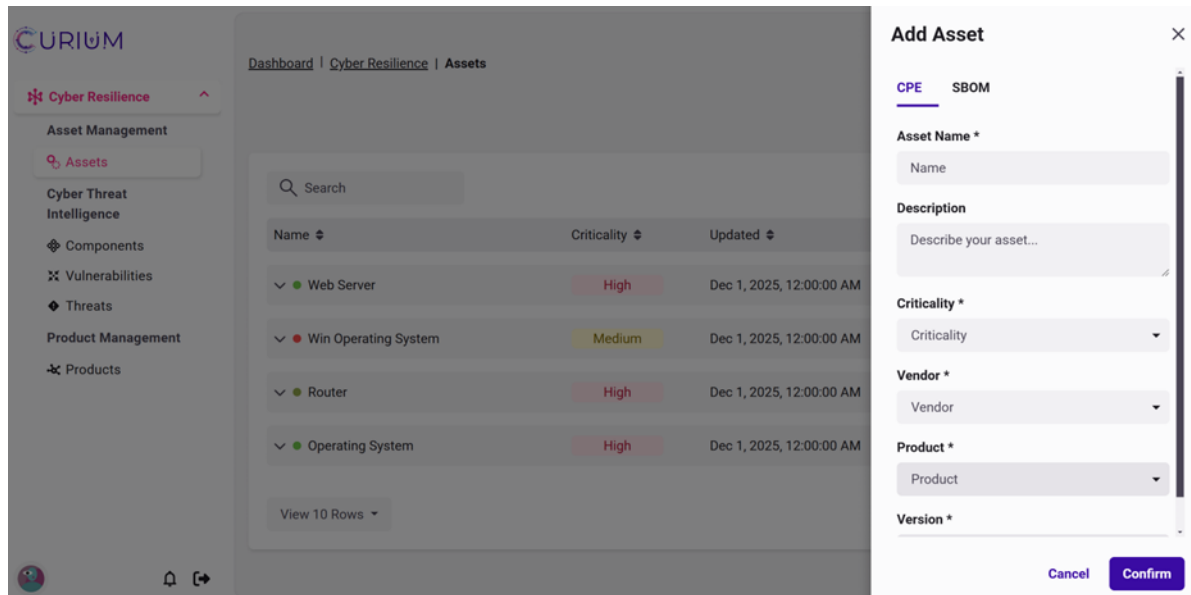 CURIUM
Cyber Resilience
Asset Management
Assets
Cyber Threat
Intelligence
Components
Vulnerabilities
Threats
Product Management
Products
Dashboard | Cyber Resilience | Assets
Search
Name Criticality Updated
Web Server High Dec 1, 2025, 12:00:00 AM
Win Operating System Medium Dec 1, 2025, 12:00:00 AM
Router High Dec 1, 2025, 12:00:00 AM
Operating System High Dec 1, 2025, 12:00:00 AM
View 10 Rows
Add Asset
CPE SBOM
Asset Name *
Name
Description
Describe your asset...
Criticality *
Criticality
Vendor *
Vendor
Product *
Product
Version *
Cancel Confirm